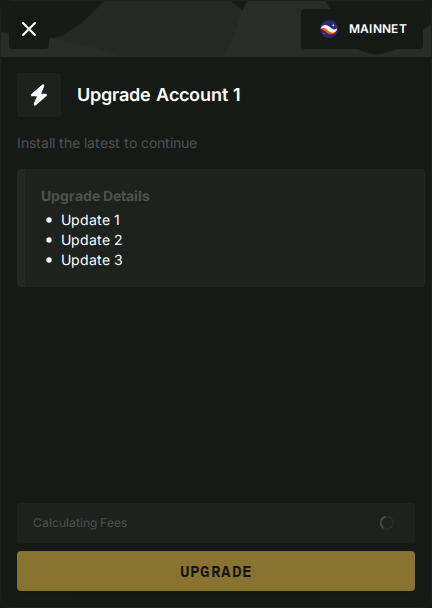 MAINNET
Upgrade Account 1
Install the latest to continue
Upgrade Details
• Update 1
• Update 2
• Update 3
Calculating Fees
UPGRADE